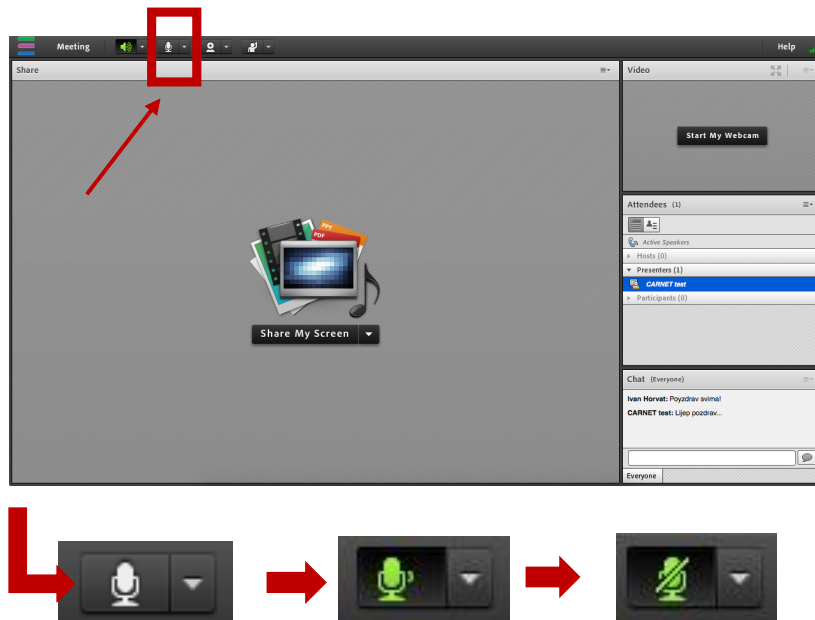 Meeting
Help
Share
Video
Start My Webcam
PPT
PDF
Share My Screen
Attendees (1)
Active Speakers
Hosts (0)
Presenters (1)
CARNET test
Participants (0)
Chat (Everyone)
Ivan Horvat: Poyzdrav svima!
CARNET test: Lijep pozdrav...
Everyone